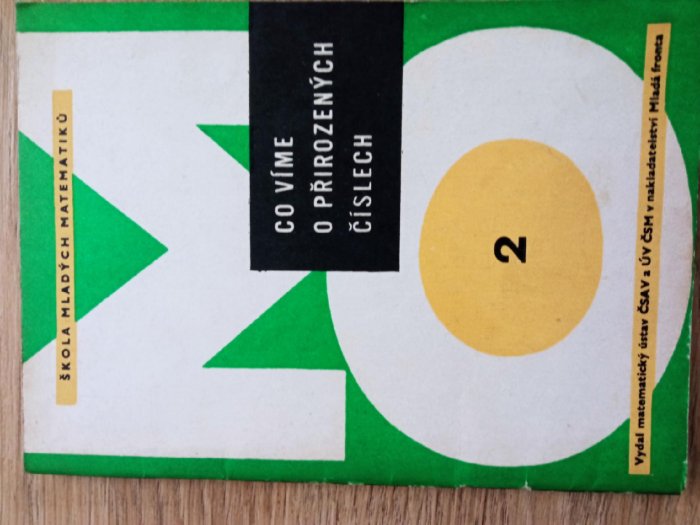 ŠKOLA MLADÝCH MATEMATIKŮ
CO VÍME
O PŘIROZENÝCH
ČÍSLECH
2
Vydal matematický ústav ČSAV a ÚV ČSM v nakladatelství Mladá fronta